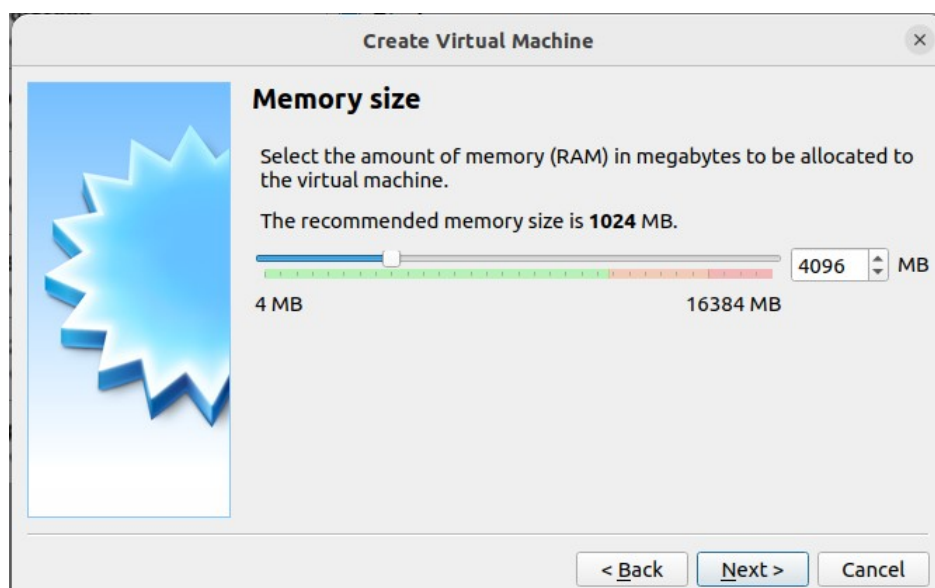 Create Virtual Machine
Memory size
Select the amount of memory (RAM) in megabytes to be allocated to
the virtual machine.
The recommended memory size is 1024 MB.
4096 MB
4 MB 16384 MB
< Back Next > Cancel